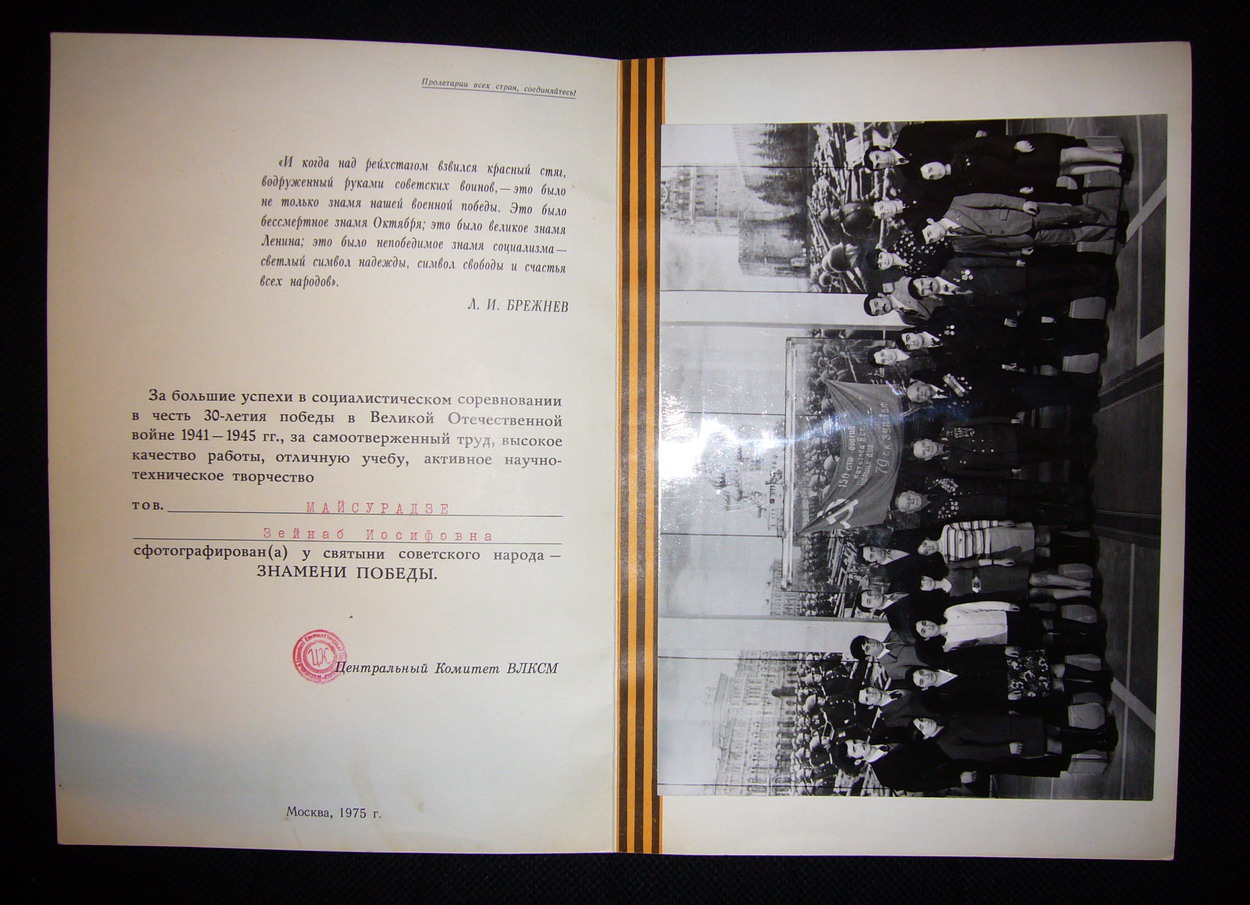 Пролетарии всех стран, соединяйтесь!
«И когда над рейхстагом взвился красный стяг,
водруженный руками советских воинов, — это было
не только знамя нашей военной победы. Это было
бессмертное знамя Октября; это было великое знамя
Ленина; это было непобедимое знамя социализма —
светлый символ надежды, символ свободы и счастья
всех народов».
Л. И. БРЕЖНЕВ
За большие успехи в социалистическом соревновании
в честь 30-летия победы в Великой Отечественной
войне 1941 — 1945 гг., за самоотверженный труд, высокое
качество работы, отличную учебу, активное научно-
техническое творчество
тов. МАЙСУРАДЗЕ
Зейнаб Иосифовна
сфотографирован(а) у святыни советского народа —
ЗНАМЕНИ ПОБЕДЫ.
ЦК
Центральный Комитет ВЛКСМ
Москва, 1975 г.